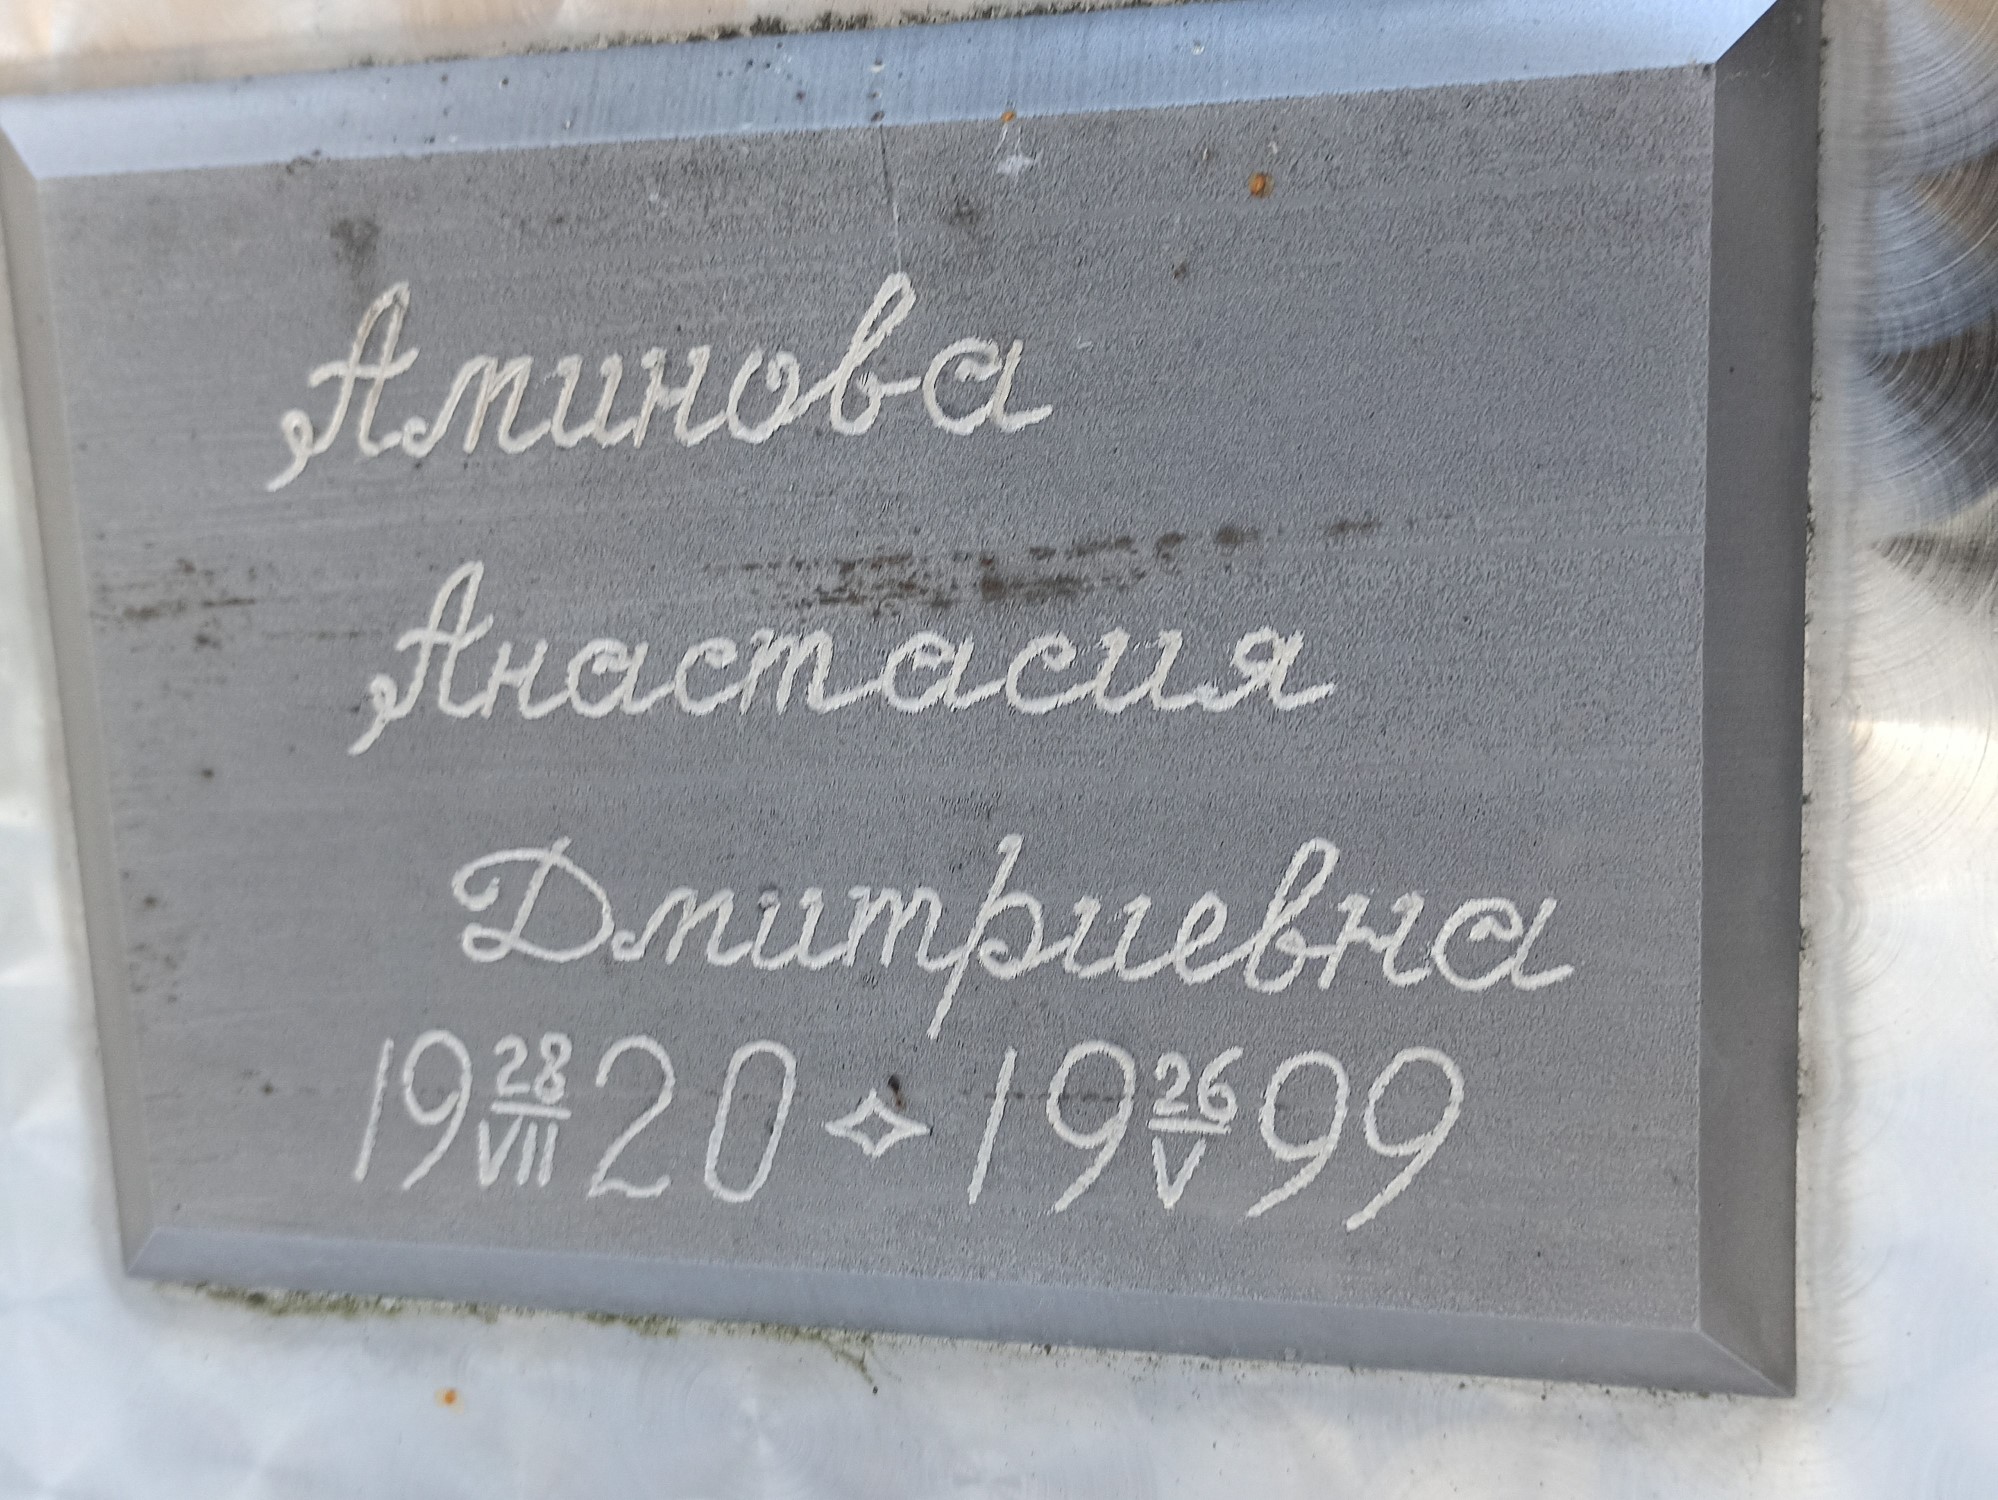 Аминова
Анастасия
Дмитриевна
19 28/VII 20 ✧ 19 26/V 99